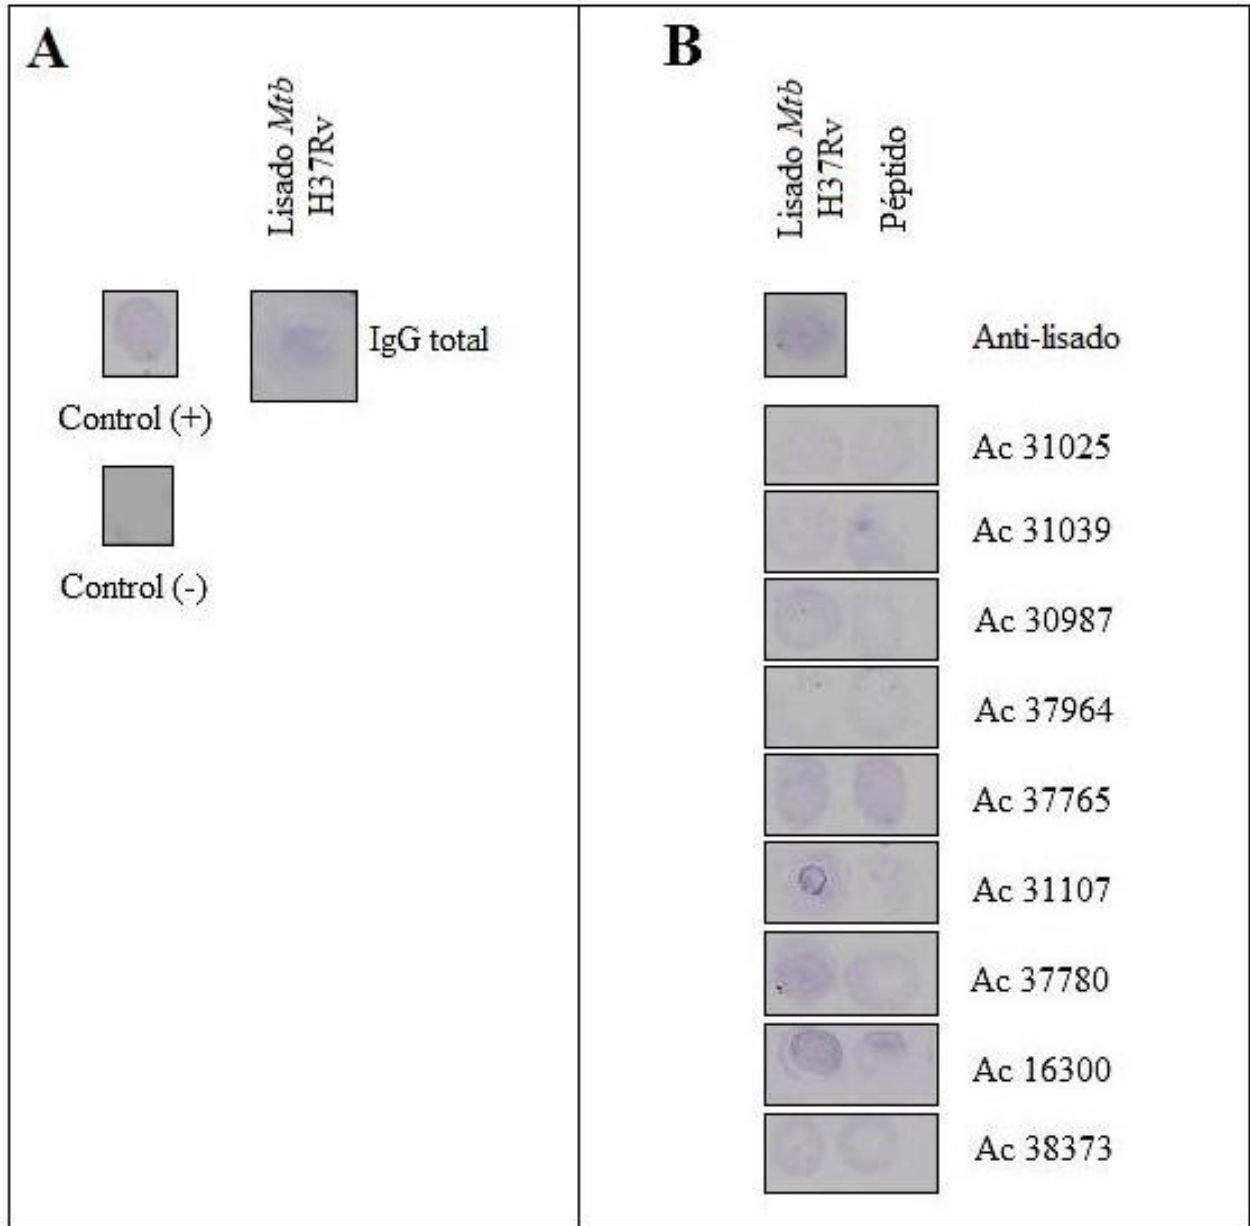 A
Lisado Mtb
H37Rv
IgG total
Control (+)
Control (-)
B
Lisado Mtb
H37Rv
Péptido
Anti-lisado
Ac 31025
Ac 31039
Ac 30987
Ac 37964
Ac 37765
Ac 31107
Ac 37780
Ac 16300
Ac 38373